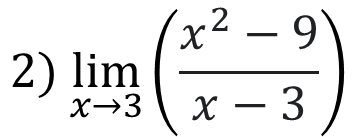 2) lim x→3 (x² − 9 / x − 3)